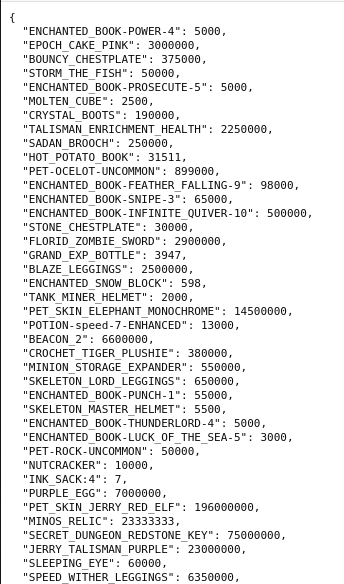 {
"ENCHANTED_BOOK-POWER-4": 5000,
"EPOCH_CAKE_PINK": 3000000,
"BOUNCY_CHESTPLATE": 375000,
"STORM_THE_FISH": 50000,
"ENCHANTED_BOOK-PROSECUTE-5": 5000,
"MOLTEN_CUBE": 2500,
"CRYSTAL_BOOTS": 190000,
"TALISMAN_ENRICHMENT_HEALTH": 2250000,
"SADAN_BROOCH": 250000,
"HOT_POTATO_BOOK": 31511,
"PET-OCELOT-UNCOMMON": 899000,
"ENCHANTED_BOOK-FEATHER_FALLING-9": 98000,
"ENCHANTED_BOOK-SNIPE-3": 65000,
"ENCHANTED_BOOK-INFINITE_QUIVER-10": 500000,
"STONE_CHESTPLATE": 30000,
"FLORID_ZOMBIE_SWORD": 2900000,
"GRAND_EXP_BOTTLE": 3947,
"BLAZE_LEGGINGS": 2500000,
"ENCHANTED_SNOW_BLOCK": 598,
"TANK_MINER_HELMET": 2000,
"PET_SKIN_ELEPHANT_MONOCHROME": 14500000,
"POTION-speed-7-ENHANCED": 13000,
"BEACON_2": 6600000,
"CROCHET_TIGER_PLUSHIE": 380000,
"MINION_STORAGE_EXPANDER": 550000,
"SKELETON_LORD_LEGGINGS": 650000,
"ENCHANTED_BOOK-PUNCH-1": 55000,
"SKELETON_MASTER_HELMET": 5500,
"ENCHANTED_BOOK-THUNDERLORD-4": 5000,
"ENCHANTED_BOOK-LUCK_OF_THE_SEA-5": 3000,
"PET-ROCK-UNCOMMON": 50000,
"NUTCRACKER": 10000,
"INK_SACK:4": 7,
"PURPLE_EGG": 7000000,
"PET_SKIN_JERRY_RED_ELF": 196000000,
"MINOS_RELIC": 23333333,
"SECRET_DUNGEON_REDSTONE_KEY": 75000000,
"JERRY_TALISMAN_PURPLE": 23000000,
"SLEEPING_EYE": 60000,
"SPEED_WITHER_LEGGINGS": 6350000,